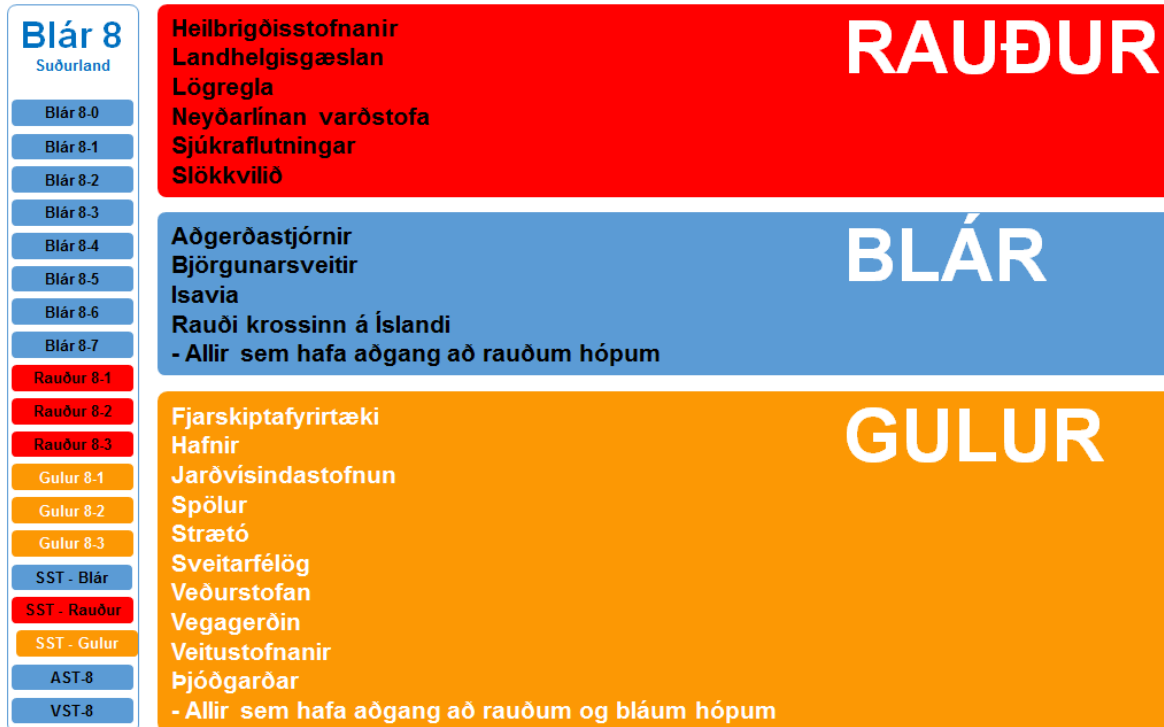 Blár 8
Suðurland
Blár 8-0
Blár 8-1
Blár 8-2
Blár 8-3
Blár 8-4
Blár 8-5
Blár 8-6
Blár 8-7
Rauður 8-1
Rauður 8-2
Rauður 8-3
Gulur 8-1
Gulur 8-2
Gulur 8-3
SST - Blár
SST - Rauður
SST - Gulur
AST-8
VST-8
RAUÐUR
Heilbrigðisstofnanir
Landhelgisgæslan
Lögregla
Neyðarlínan varðstofa
Sjúkraflutningar
Slökkvilið
BLÁR
Aðgerðastjórnir
Björgunarsveitir
Isavia
Rauði krossinn á Íslandi
- Allir sem hafa aðgang að rauðum hópum
GULUR
Fjarskiptafyrirtæki
Hafnir
Jarðvísindastofnun
Spölur
Strætó
Sveitarfélög
Veðurstofan
Vegagerðin
Veitustofnanir
Þjóðgarðar
- Allir sem hafa aðgang að rauðum og bláum hópum